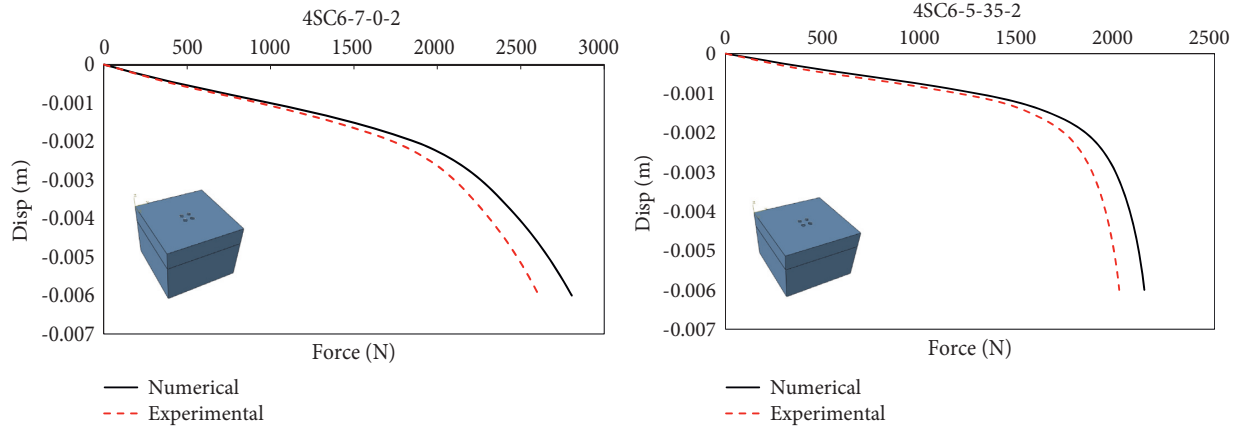 4SC6-7-0-2
0 500 1000 1500 2000 2500 3000
0
-0.001
-0.002
-0.003
-0.004
-0.005
-0.006
-0.007
Disp (m)
Force (N)
Numerical
Experimental
4SC6-5-35-2
0 500 1000 1500 2000 2500
0
-0.001
-0.002
-0.003
-0.004
-0.005
-0.006
-0.007
Disp (m)
Force (N)
Numerical
Experimental